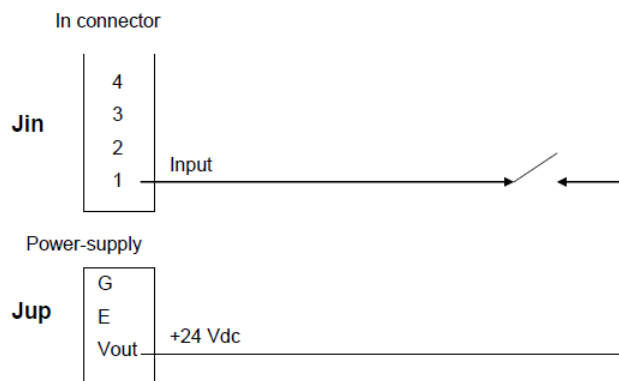 In connector
4
3
Jin
2
Input
1
Power-supply
G
Jup
E
+24 Vdc
Vout